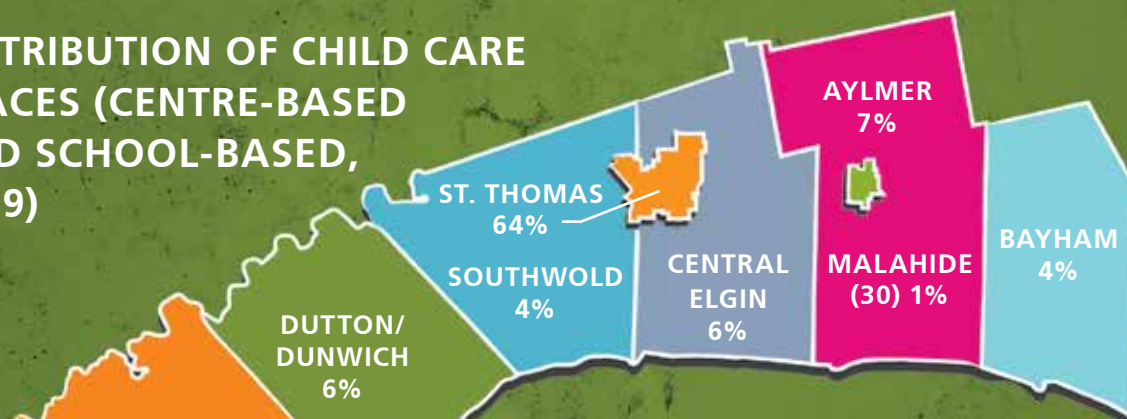 TRIBUTION OF CHILD CARE
ACES (CENTRE-BASED
D SCHOOL-BASED,
9)
AYLMER
7%
ST. THOMAS
64%
SOUTHWOLD
4%
CENTRAL
ELGIN
6%
MALAHIDE
(30) 1%
BAYHAM
4%
DUTTON/
DUNWICH
6%